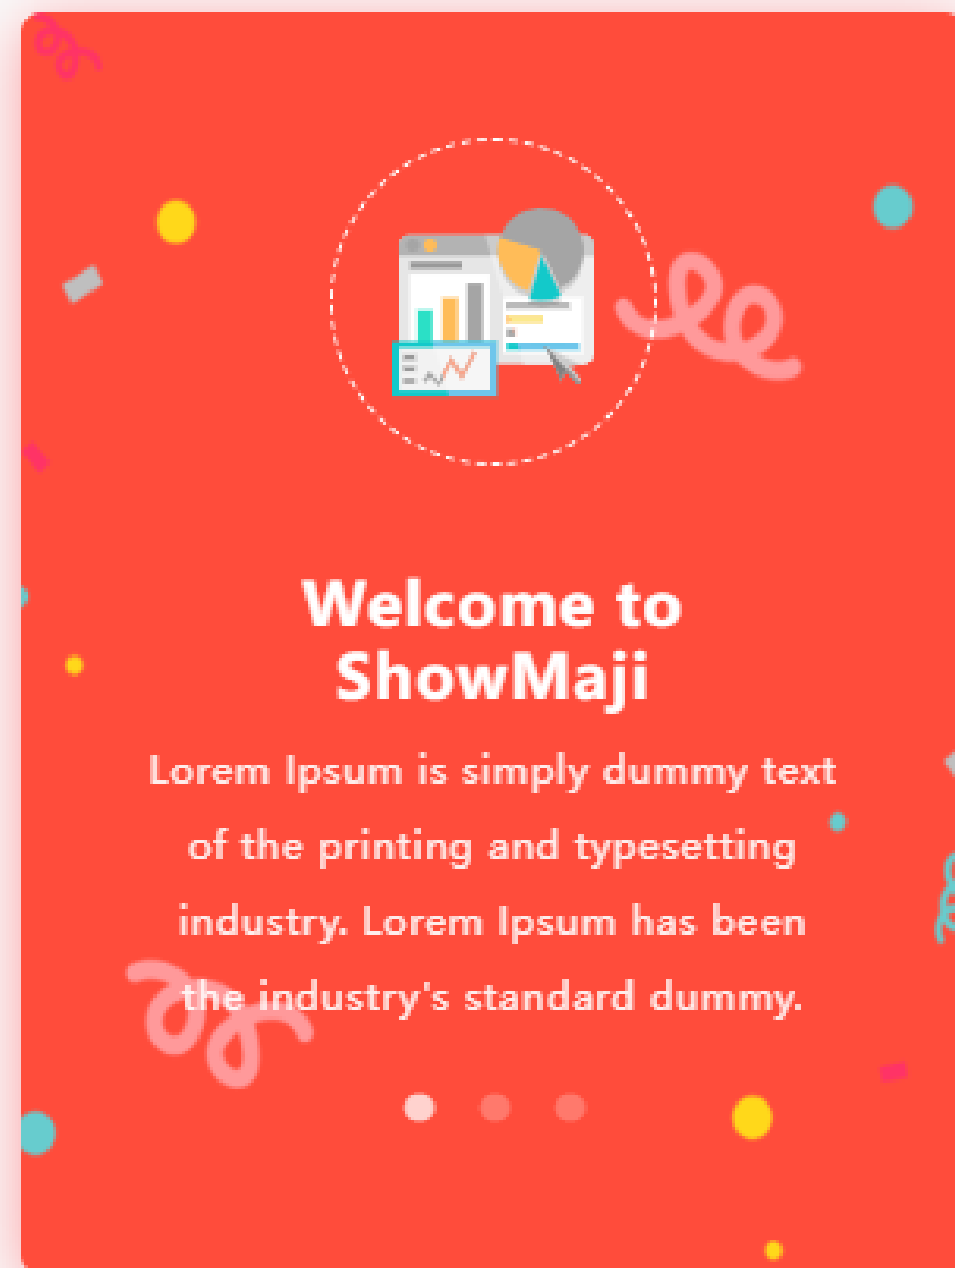 Welcome to
ShowMaji
Lorem Ipsum is simply dummy text
of the printing and typesetting
industry. Lorem Ipsum has been
the industry's standard dummy.